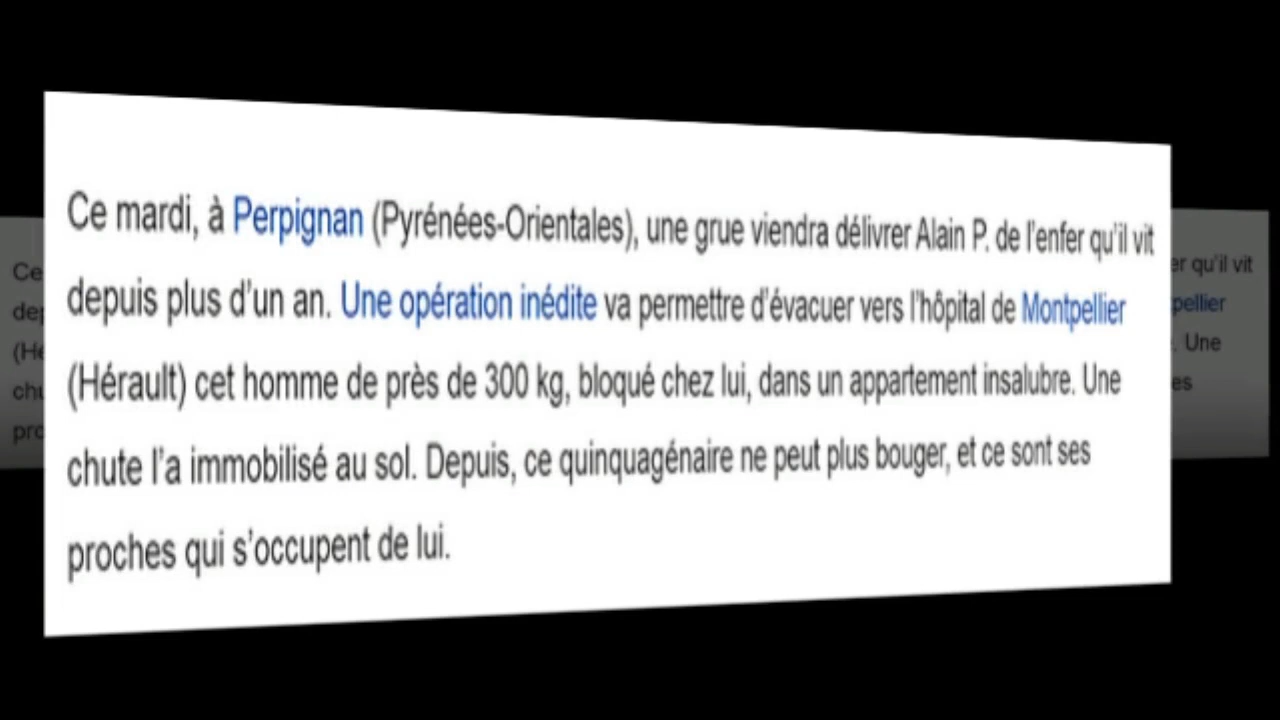 Ce mardi, à Perpignan (Pyrénées-Orientales), une grue viendra délivrer Alain P. de l’enfer qu’il vit
depuis plus d’un an. Une opération inédite va permettre d’évacuer vers l’hôpital de Montpellier
(Hérault) cet homme de près de 300 kg, bloqué chez lui, dans un appartement insalubre. Une
chute l’a immobilisé au sol. Depuis, ce quinquagénaire ne peut plus bouger, et ce sont ses
proches qui s’occupent de lui.